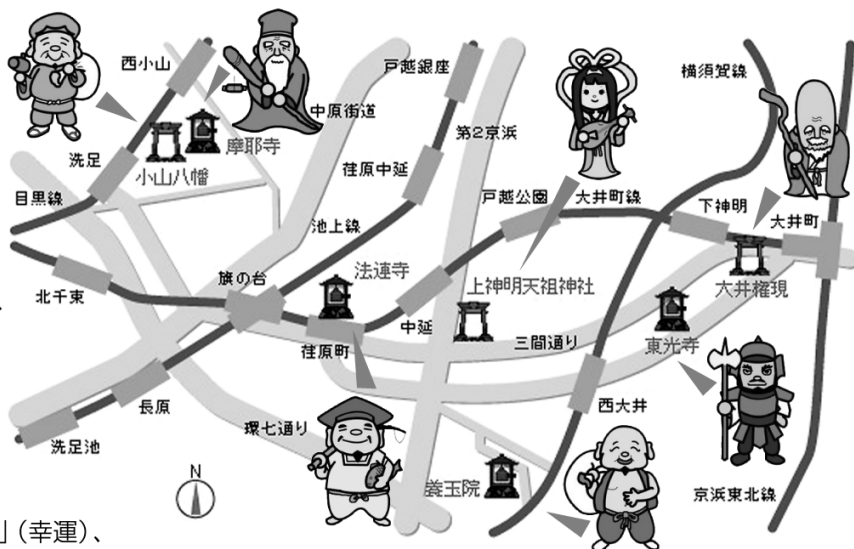 西小山
戸越銀座
横須賀線
中原街道
第2京浜
摩耶寺
洗足
小山八幡
荏原中延
目黒線
戸越公園
大井町線
下神明
大井町
池上線
北千束
旗の台
法連寺
上神明天祖神社
大井権現
、
中延
荏原町
三間通り
東光寺
長原
西大井
環七通り
洗足池
N
養玉院
京浜東北線
」(幸運)、